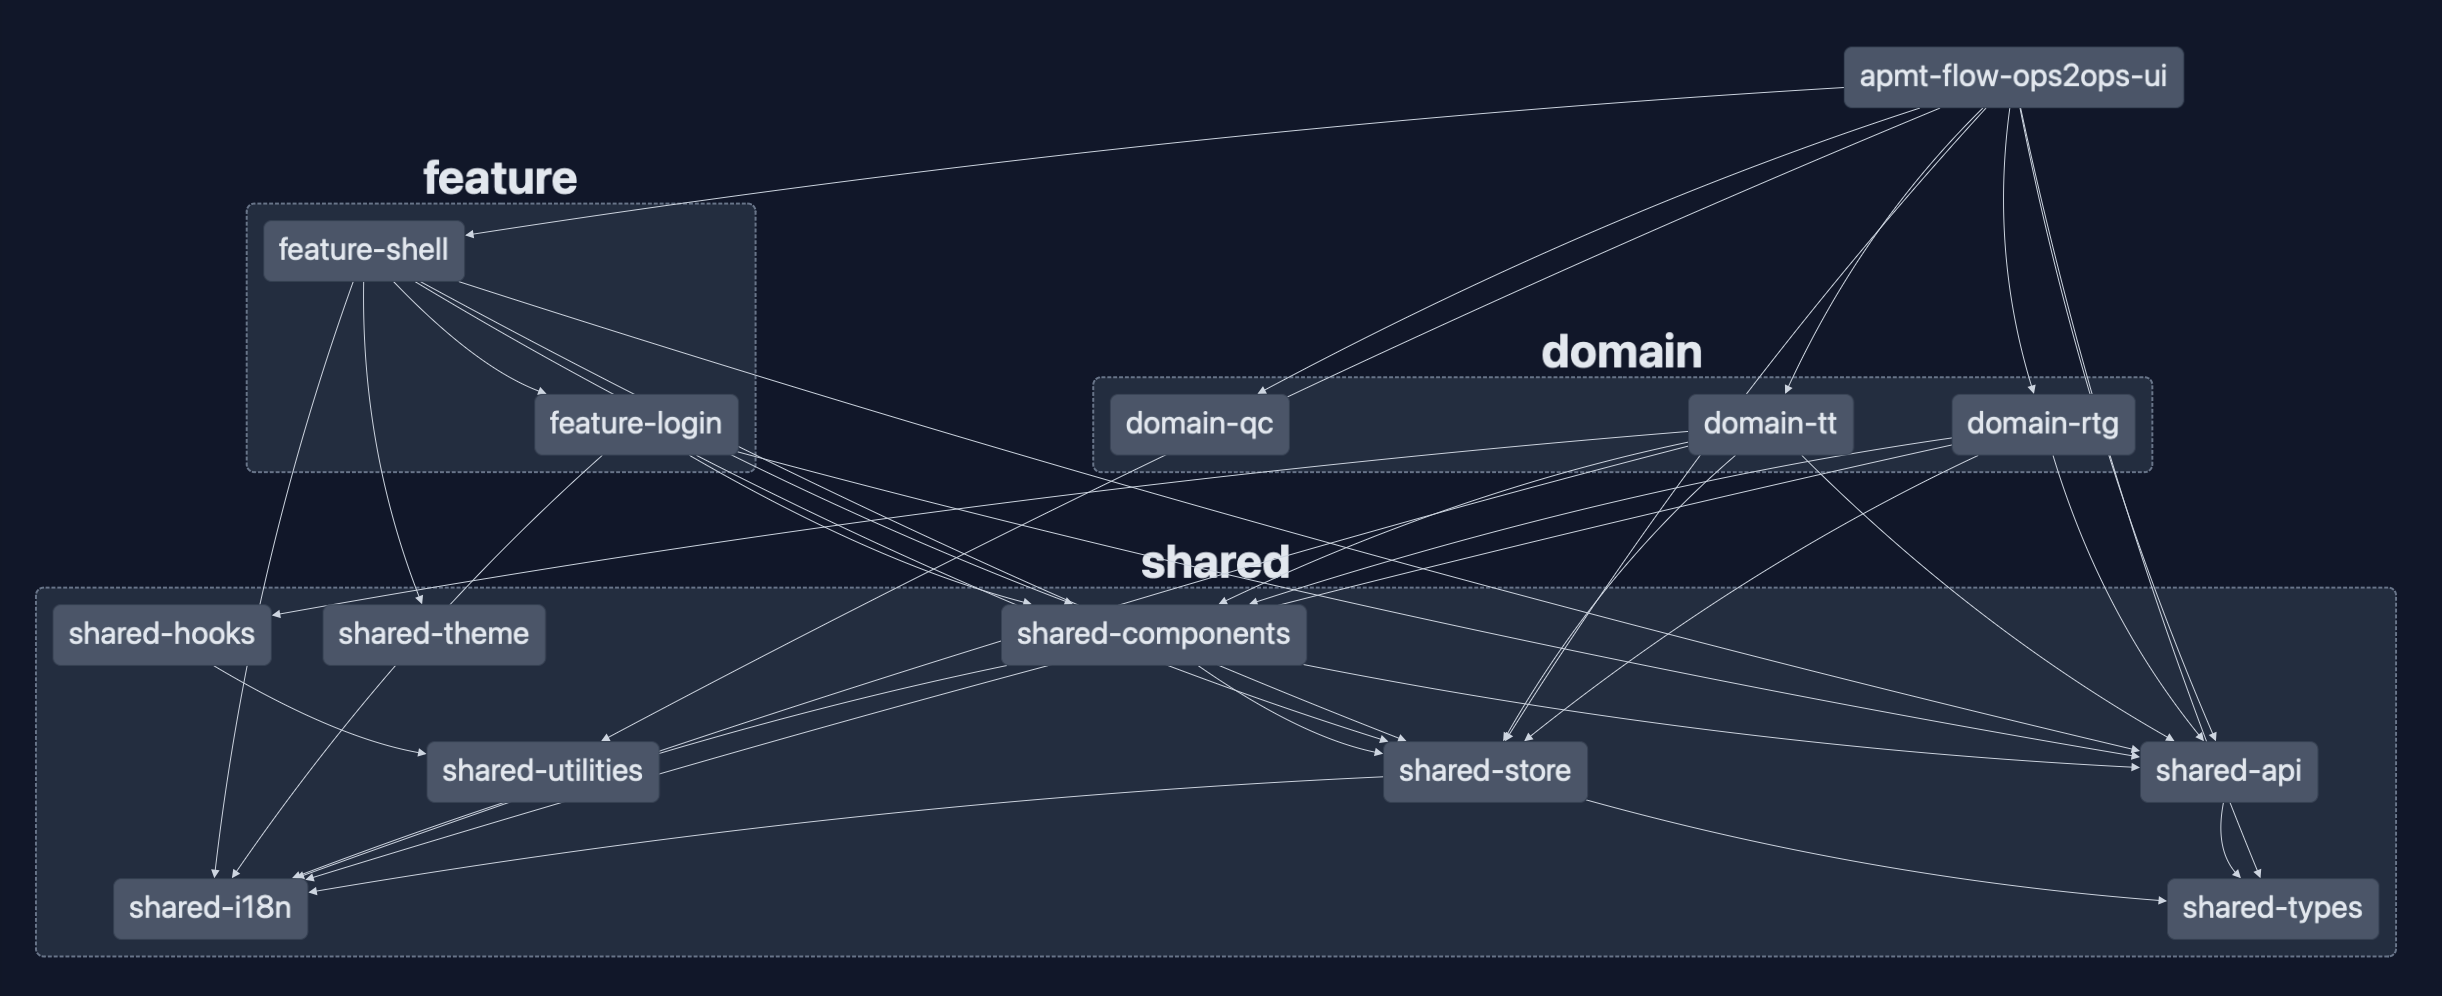 apmt-flow-ops2ops-ui
feature
feature-shell
feature-login
domain
domain-qc
domain-tt
domain-rtg
shared
shared-hooks
shared-theme
shared-components
shared-utilities
shared-store
shared-api
shared-i18n
shared-types